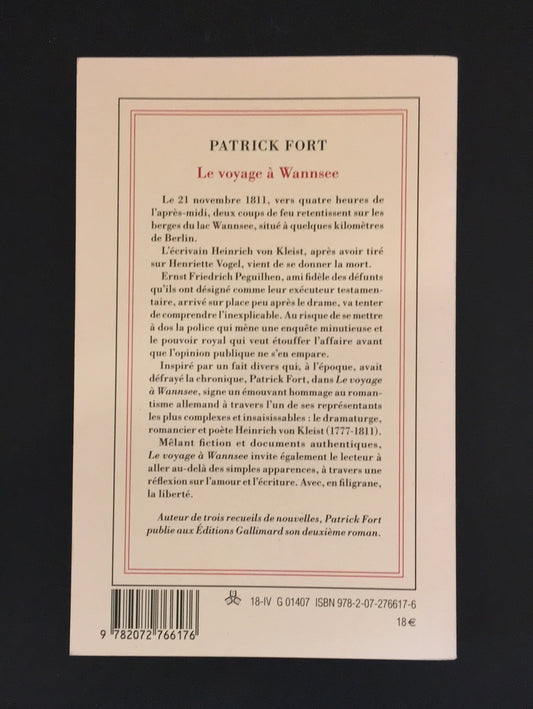 PATRICK FORT
Le voyage à Wannsee
Le 21 novembre 1811, vers quatre heures de
l'après-midi, deux coups de feu retentissent sur les
berges du lac Wannsee, situé à quelques kilomètres
de Berlin.
L'écrivain Heinrich von Kleist, après avoir tiré
sur Henriette Vogel, vient de se donner la mort.
Ernst Friedrich Peguilhen, ami fidèle des défunts
qu'ils ont désigné comme leur exécuteur testamen-
taire, arrivé sur place peu après le drame, va tenter
de comprendre l'inexplicable. Au risque de se mettre
à dos la police qui mène une enquête minutieuse et
le pouvoir royal qui veut étouffer l'affaire avant
que l'opinion publique ne s'en empare.
Inspiré par un fait divers qui, à l'époque, avait
défrayé la chronique, Patrick Fort, dans Le voyage
à Wannsee, signe un émouvant hommage au roman-
tisme allemand à travers l'un de ses représentants
les plus complexes et insaisissables : le dramaturge,
romancier et poète Heinrich von Kleist (1777-1811).
Mêlant fiction et documents authentiques,
Le voyage à Wannsee invite également le lecteur à
aller au-delà des simples apparences, à travers une
réflexion sur l'amour et l'écriture. Avec, en filigrane,
la liberté.
Auteur de trois recueils de nouvelles, Patrick Fort
publie aux Éditions Gallimard son deuxième roman.
18-IV G 01407 ISBN 978-2-07-276617-6
18 €
9 782072 766176